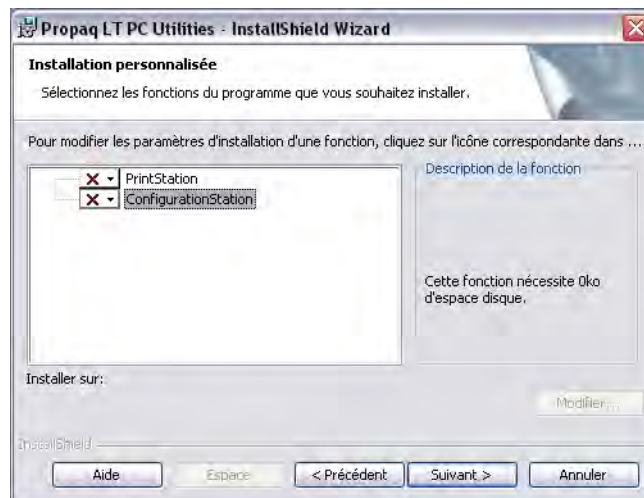 Propaq LT PC Utilities - InstallShield Wizard
Installation personnalisée
Sélectionnez les fonctions du programme que vous souhaitez installer.
Pour modifier les paramètres d'installation d'une fonction, cliquez sur l'icône correspondante dans ...
PrintStation
ConfigurationStation
Description de la fonction
Cette fonction nécessite 0ko
d'espace disque.
Installer sur:
Modifier...
InstallShield
Aide
Espace
< Précédent
Suivant >
Annuler